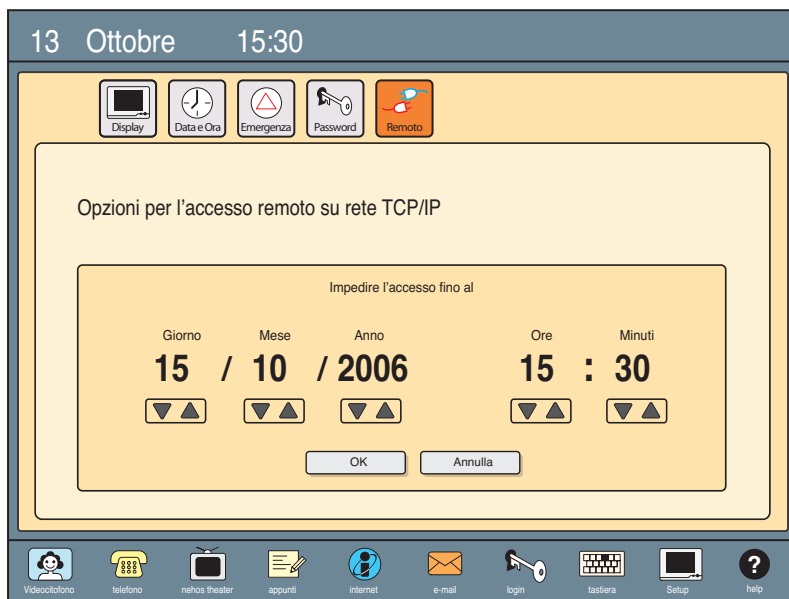 13 Ottobre 15:30
Display Data e Ora Emergenza Password Remoto
Opzioni per l'accesso remoto su rete TCP/IP
Impedire l'accesso fino al
Giorno Mese Anno Ore Minuti
15 / 10 / 2006 15 : 30
OK Annulla
Videocitofono telefono nehos theater appunti internet e-mail login tastiera Setup ? help